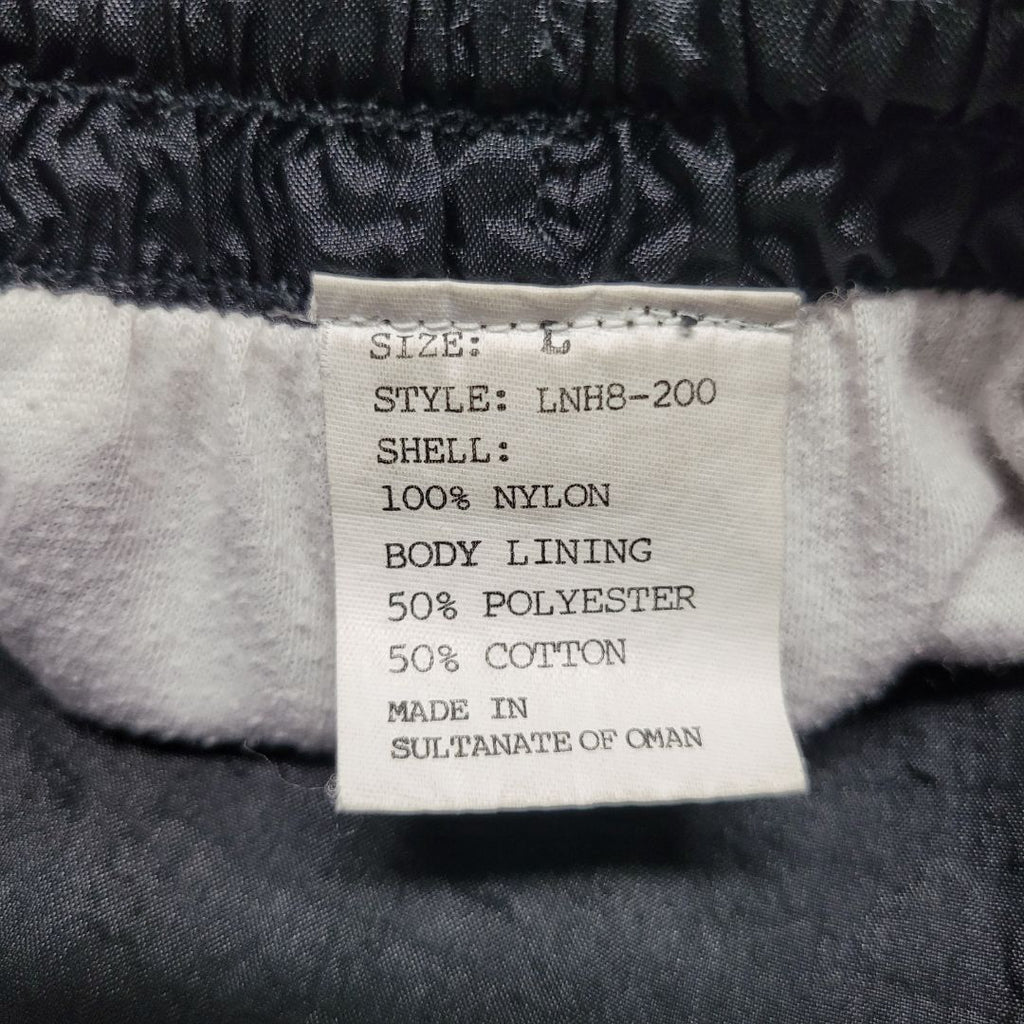 SIZE: L
STYLE: LNH8-200
SHELL:
100% NYLON
BODY LINING
50% POLYESTER
50% COTTON
MADE IN
SULTANATE OF OMAN